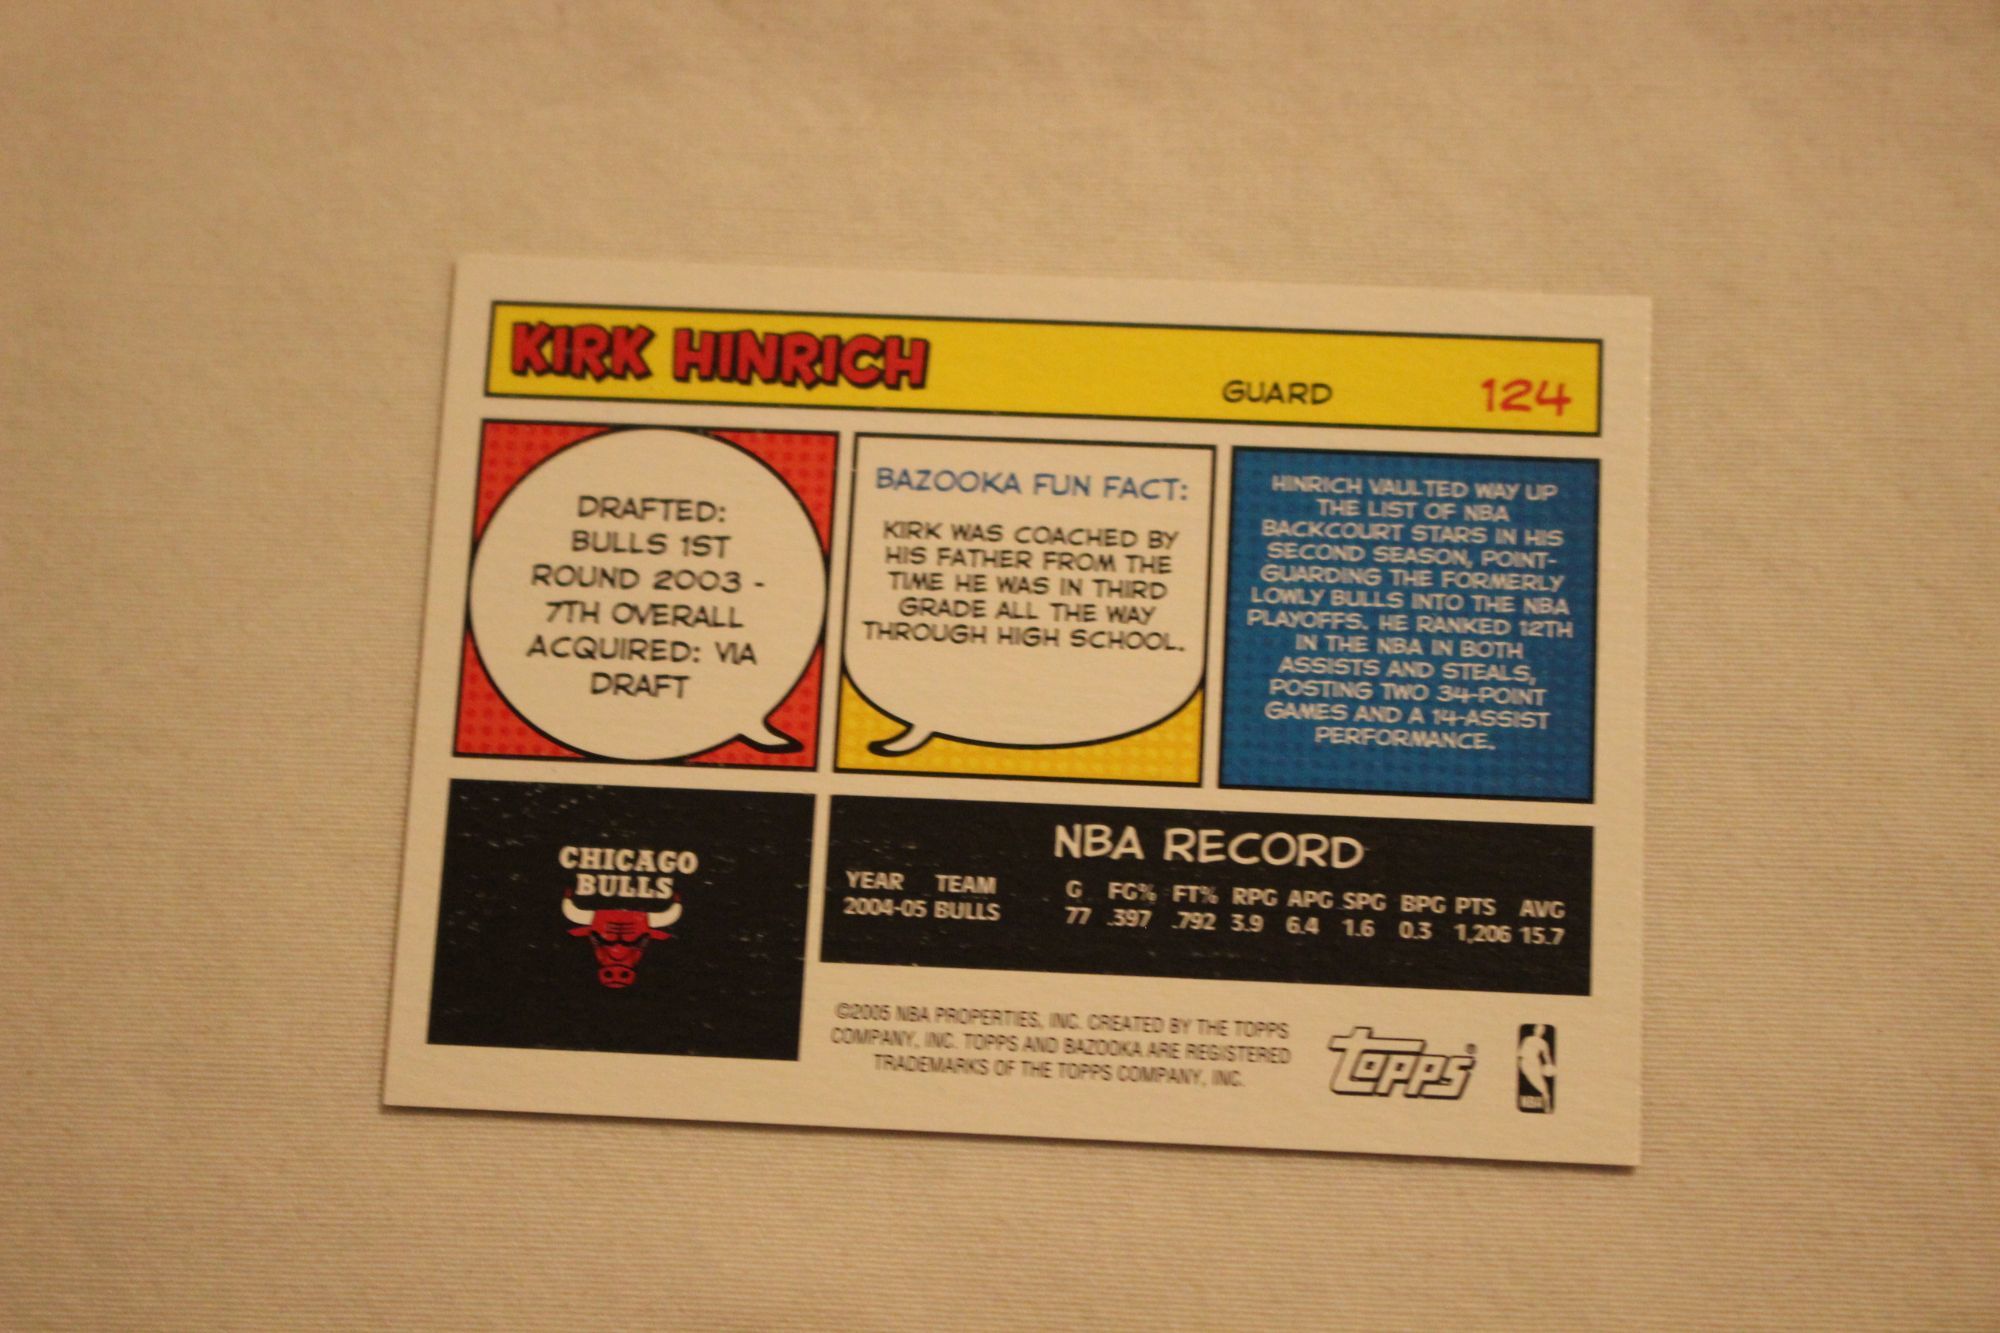 KIRK HINRICH
GUARD
124
DRAFTED:
BULLS 1ST
ROUND 2003 -
7TH OVERALL
ACQUIRED: VIA
DRAFT
BAZOOKA FUN FACT:
KIRK WAS COACHED BY
HIS FATHER FROM THE
TIME HE WAS IN THIRD
GRADE ALL THE WAY
THROUGH HIGH SCHOOL.
HINRICH VAULTED WAY UP
THE LIST OF NBA
BACKCOURT STARS IN HIS
SECOND SEASON, POINT-
GUARDING THE FORMERLY
LOWLY BULLS INTO THE NBA
PLAYOFFS. HE RANKED 12TH
IN THE NBA IN BOTH
ASSISTS AND STEALS,
POSTING TWO 34-POINT
GAMES AND A 14-ASSIST
PERFORMANCE.
CHICAGO
BULLS
NBA RECORD
YEAR TEAM G FG% FT% RPG APG SPG BPG PTS AVG
2004-05 BULLS 77 .397 .792 3.9 6.4 1.6 0.3 1,206 15.7
©2005 NBA PROPERTIES, INC. CREATED BY THE TOPPS
COMPANY, INC. TOPPS AND BAZOOKA ARE REGISTERED
TRADEMARKS OF THE TOPPS COMPANY, INC.
Topps®
NBA